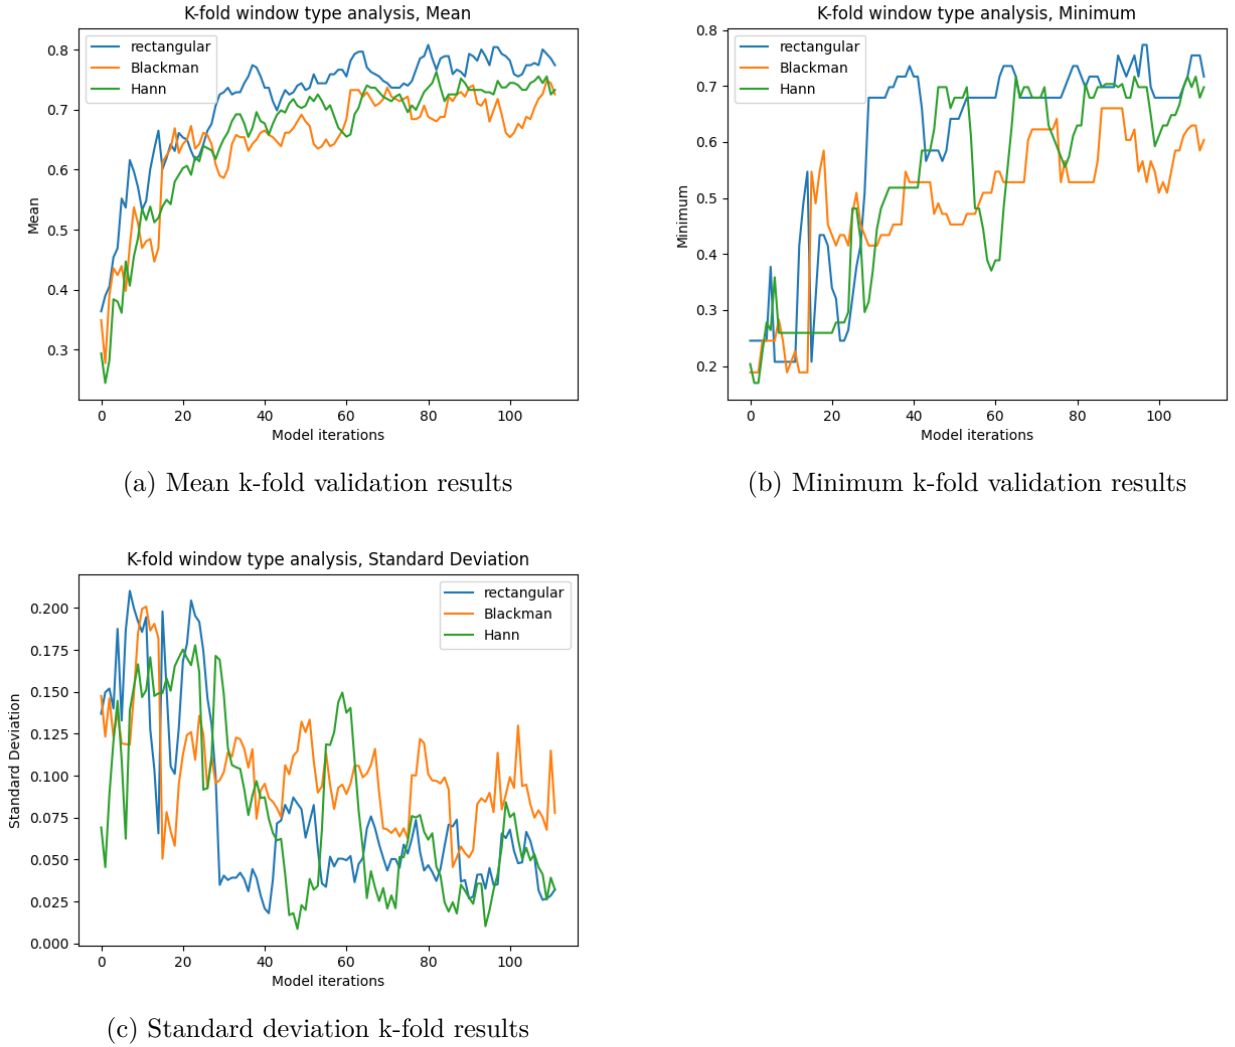 K-fold window type analysis, Mean
rectangular
Blackman
Hann
Mean
0.8
0.7
0.6
0.5
0.4
0.3
0 20 40 60 80 100
Model iterations
(a) Mean k-fold validation results
K-fold window type analysis, Minimum
rectangular
Blackman
Hann
Minimum
0.8
0.7
0.6
0.5
0.4
0.3
0.2
0 20 40 60 80 100
Model iterations
(b) Minimum k-fold validation results
K-fold window type analysis, Standard Deviation
rectangular
Blackman
Hann
Standard Deviation
0.200
0.175
0.150
0.125
0.100
0.075
0.050
0.025
0.000
0 20 40 60 80 100
Model iterations
(c) Standard deviation k-fold results